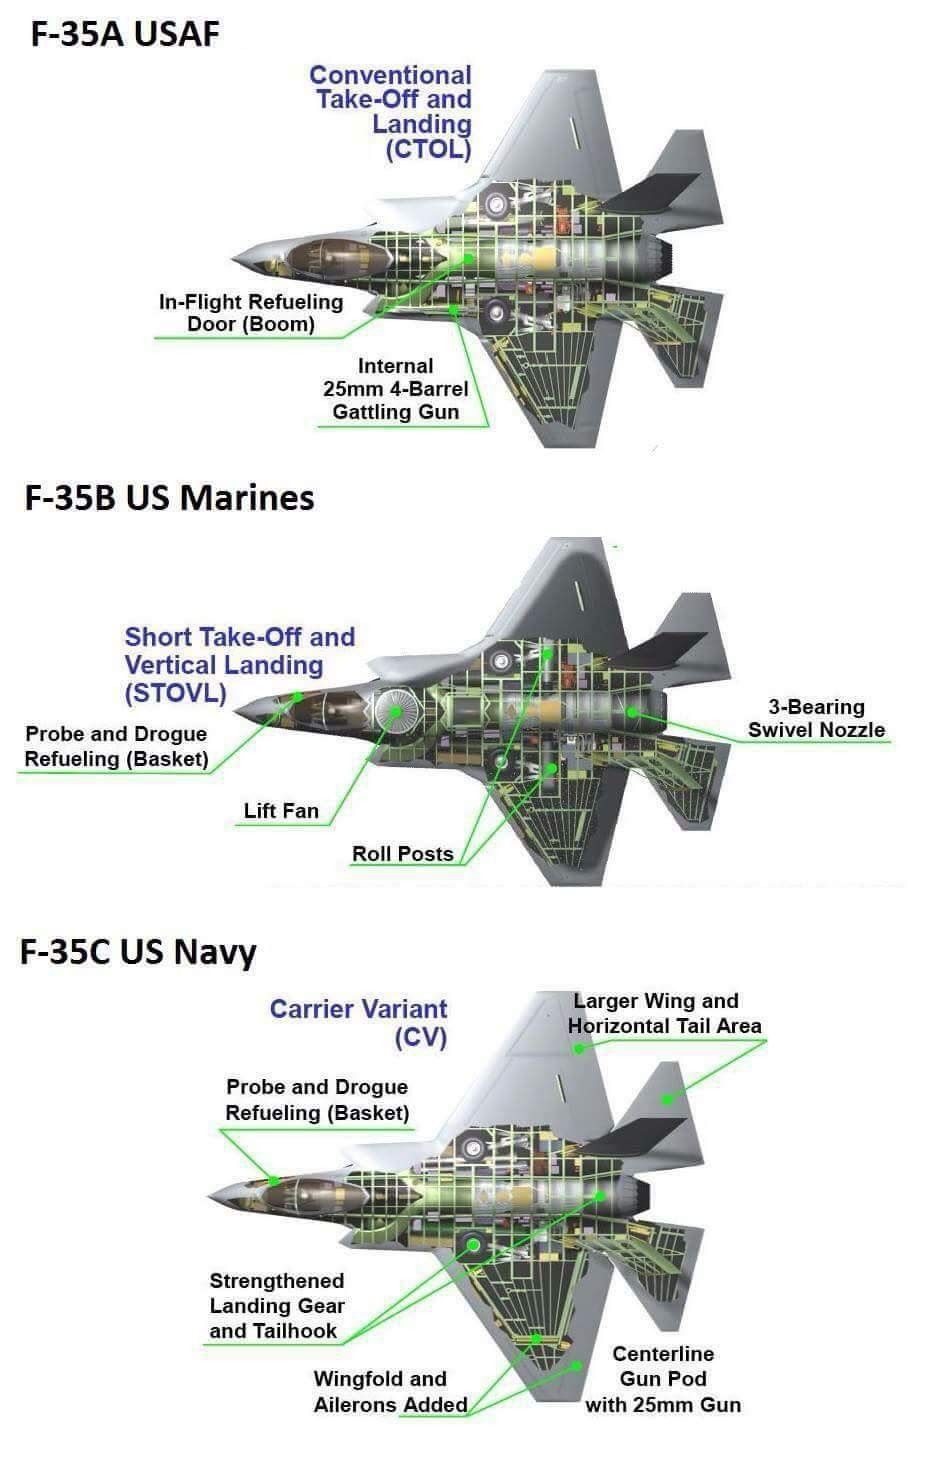 F-35A USAF
Conventional
Take-Off and
Landing
(CTOL)
In-Flight Refueling
Door (Boom)
Internal
25mm 4-Barrel
Gattling Gun
F-35B US Marines
Short Take-Off and
Vertical Landing
(STOVL)
Probe and Drogue
Refueling (Basket)
Lift Fan
Roll Posts
3-Bearing
Swivel Nozzle
F-35C US Navy
Carrier Variant
(CV)
Larger Wing and
Horizontal Tail Area
Probe and Drogue
Refueling (Basket)
Strengthened
Landing Gear
and Tailhook
Wingfold and
Ailerons Added
Centerline
Gun Pod
with 25mm Gun